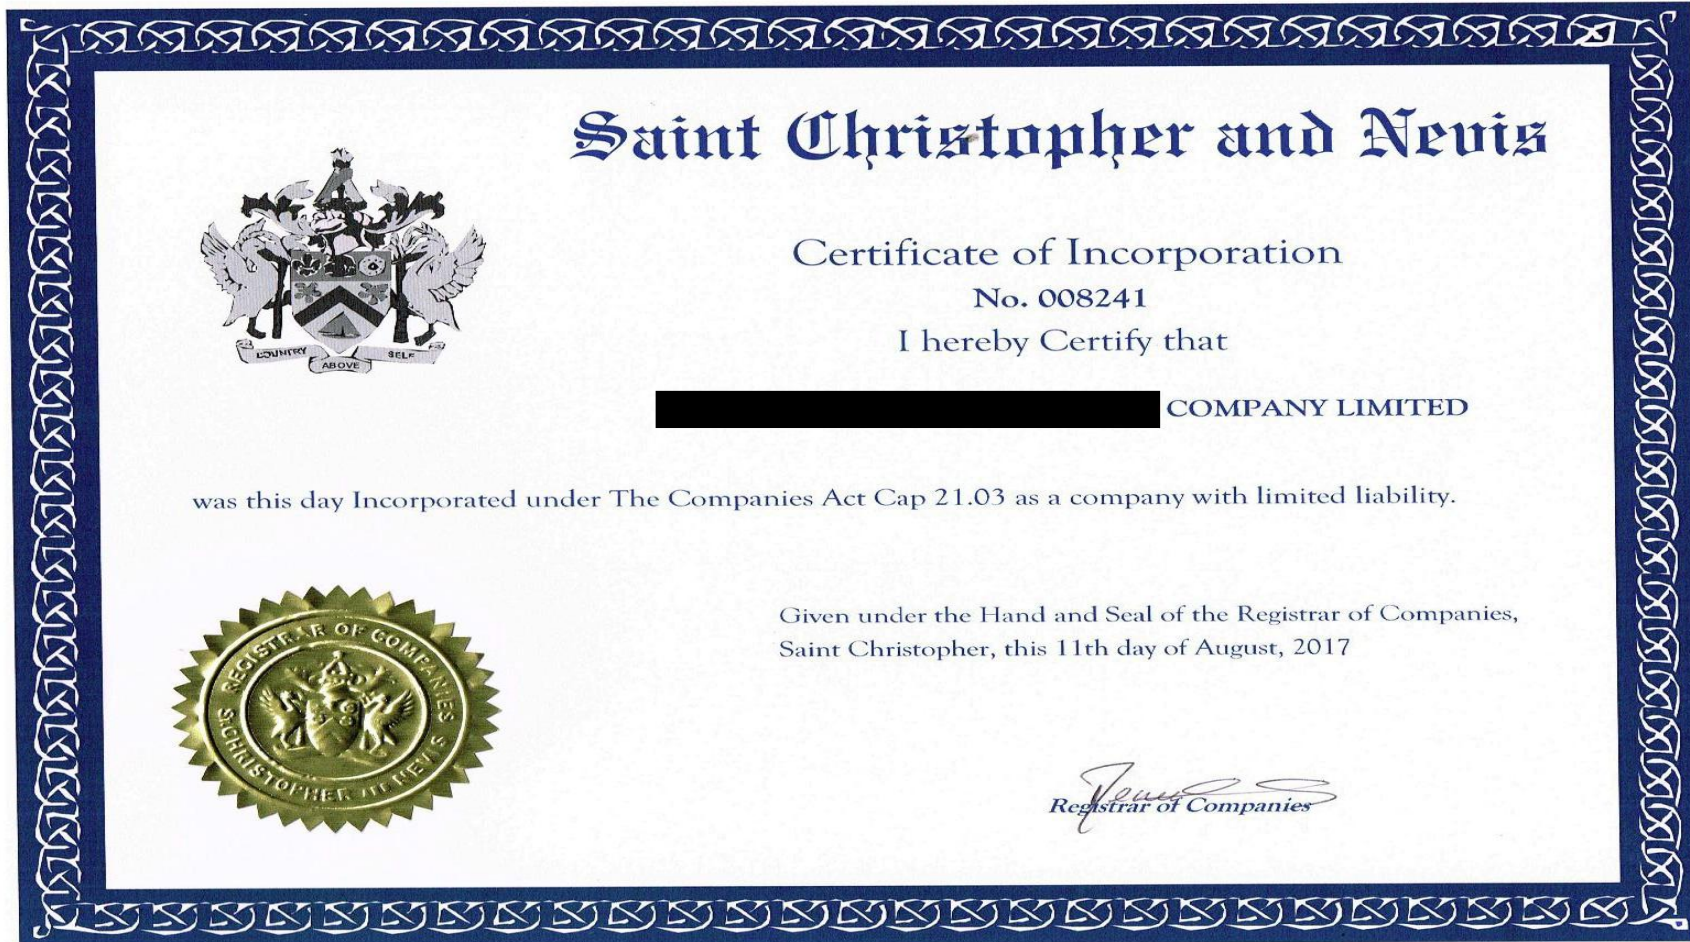 Saint Christopher and Nevis
Certificate of Incorporation
No. 008241
I hereby Certify that
COMPANY LIMITED
was this day Incorporated under The Companies Act Cap 21.03 as a company with limited liability.
Given under the Hand and Seal of the Registrar of Companies,
Saint Christopher, this 11th day of August, 2017
Registrar of Companies
COUNTRY ABOVE SELF
REGISTRAR OF COMPANIES
ST. CHRISTOPHER NEVIS